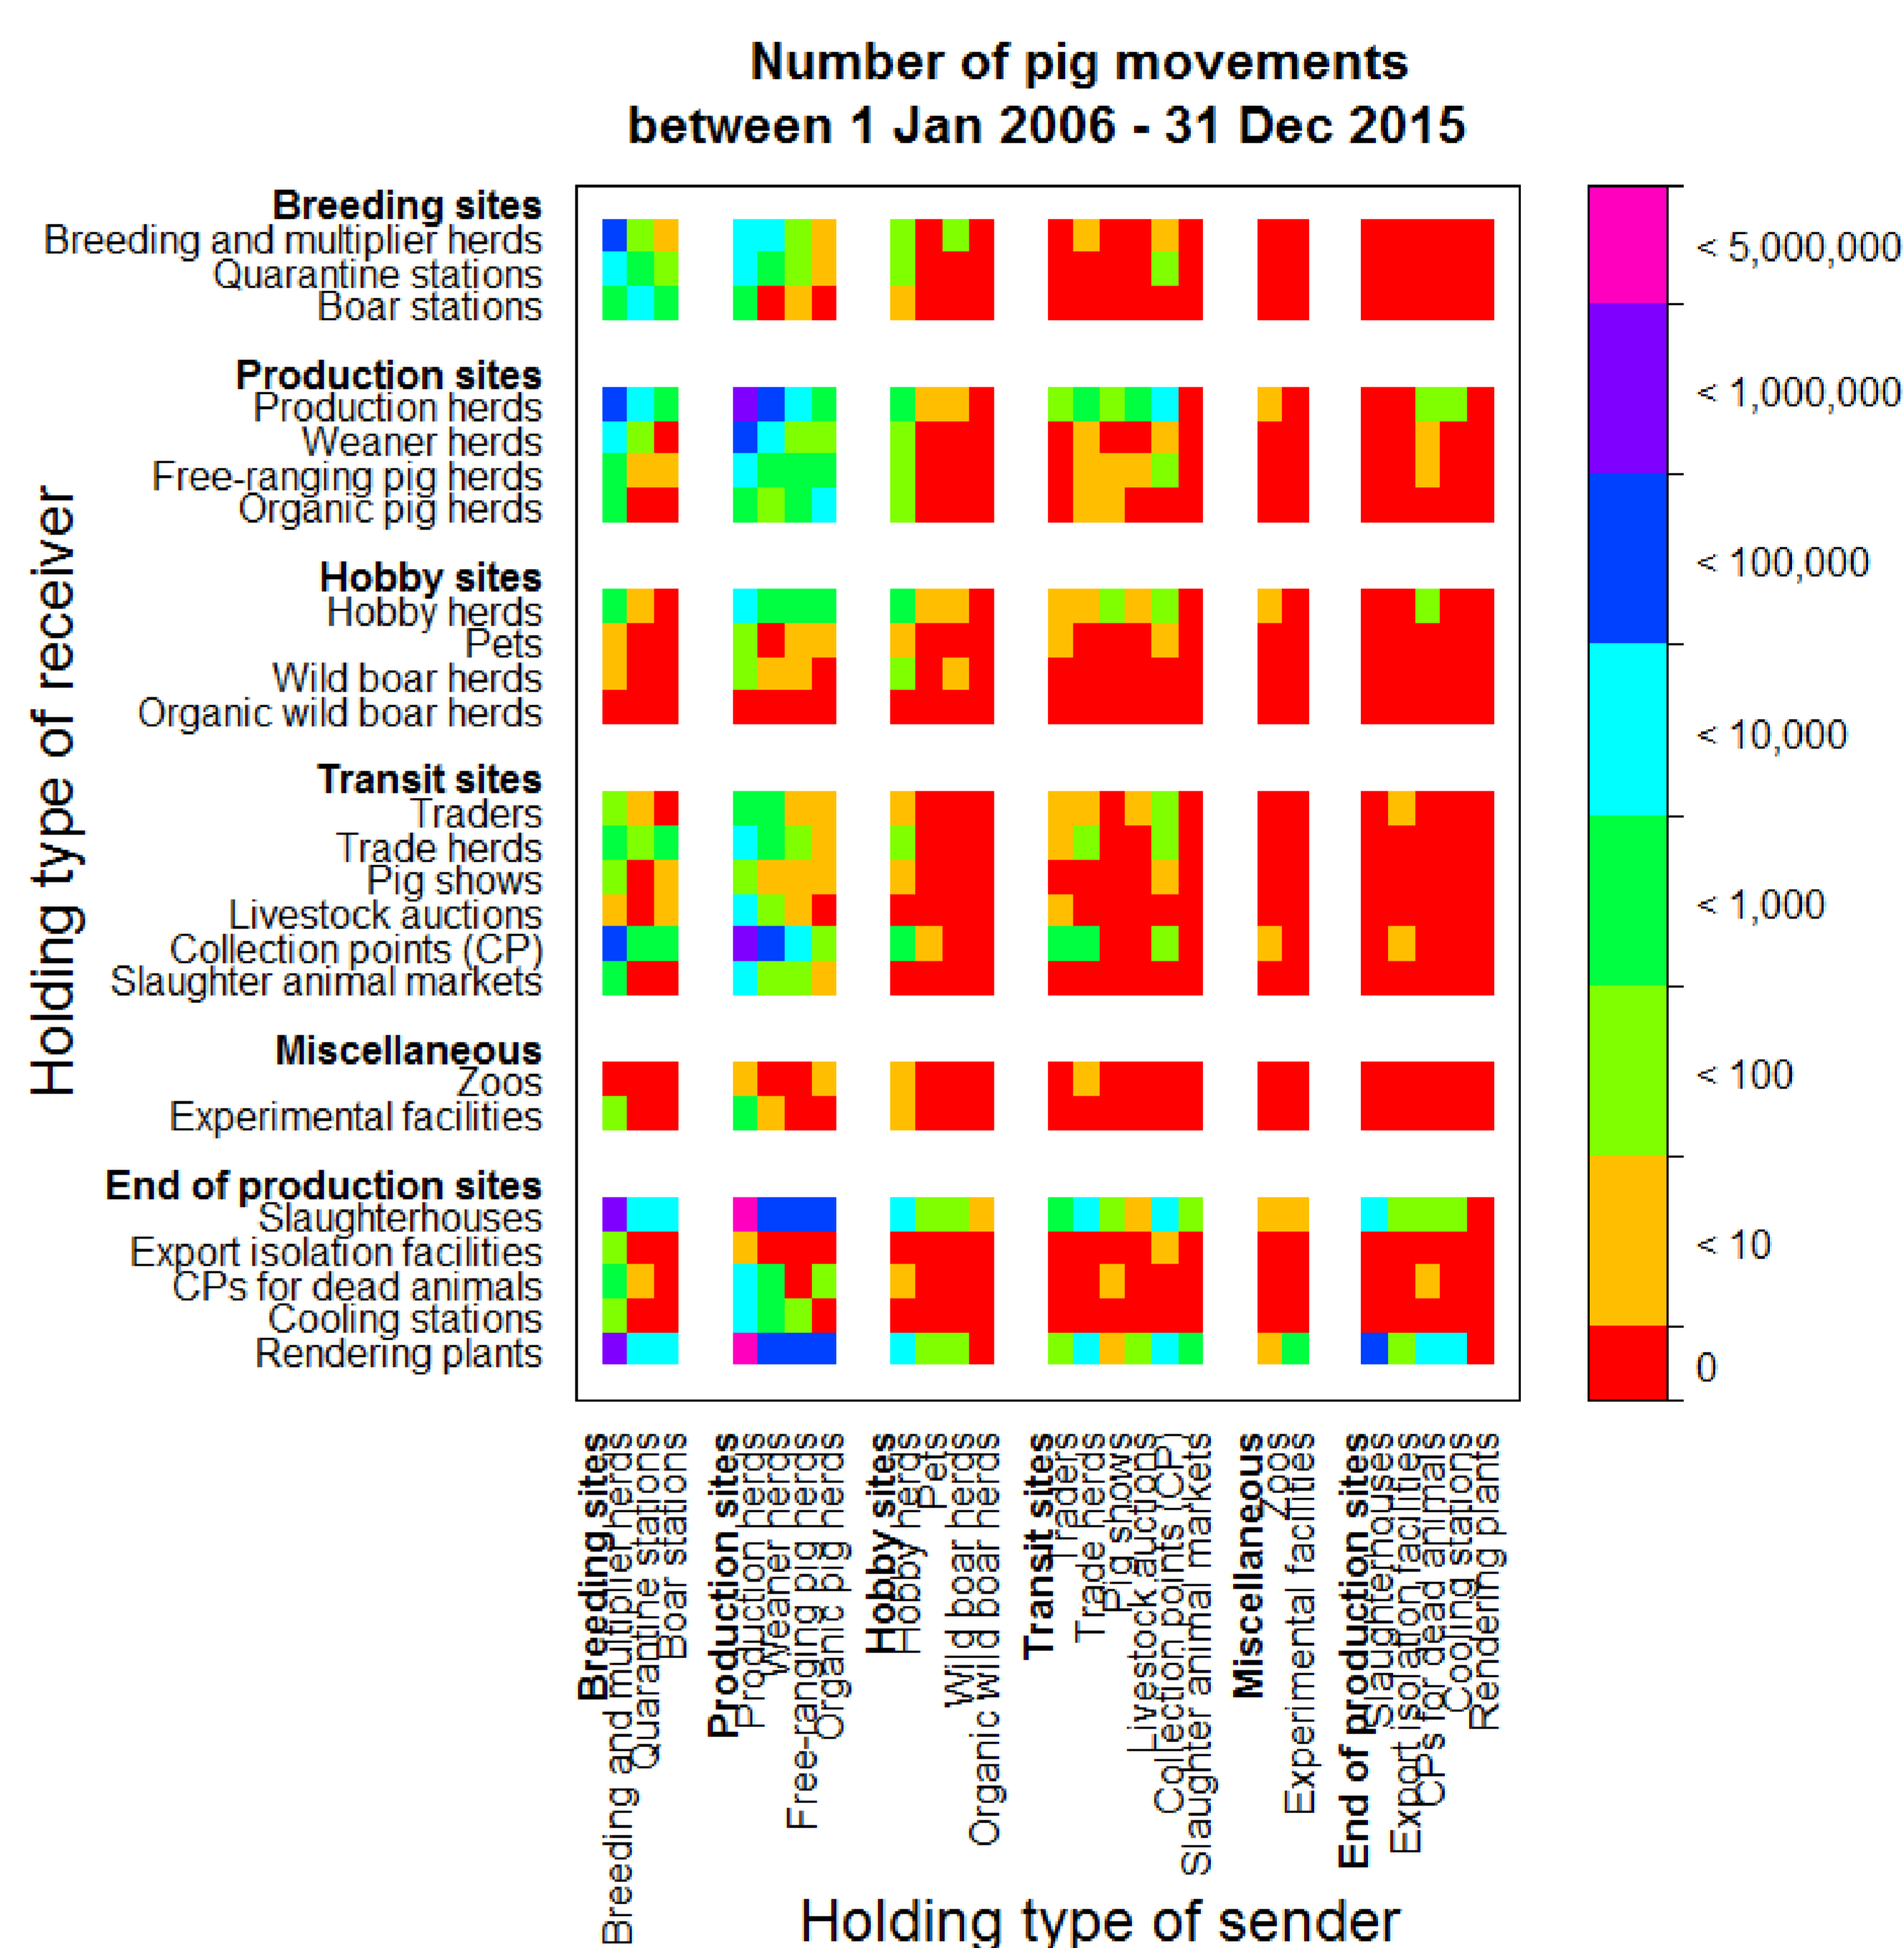 Number of pig movements
between 1 Jan 2006 - 31 Dec 2015
Holding type of receiver
Breeding sites
Breeding and multiplier herds
Quarantine stations
Boar stations
Production sites
Production herds
Weaner herds
Free-ranging pig herds
Organic pig herds
Hobby sites
Hobby herds
Pets
Wild boar herds
Organic wild boar herds
Transit sites
Traders
Trade herds
Pig shows
Livestock auctions
Collection points (CP)
Slaughter animal markets
Miscellaneous
Zoos
Experimental facilities
End of production sites
Slaughterhouses
Export isolation facilities
CPs for dead animals
Cooling stations
Rendering plants
< 5,000,000
< 1,000,000
< 100,000
< 10,000
< 1,000
< 100
< 10
0
Breeding sites
Breeding and multiplier herds
Quarantine stations
Boar stations
Production sites
Production herds
Weaner herds
Free-ranging pig herds
Organic pig herds
Hobby sites
Hobby herds
Pets
Wild boar herds
Organic wild boar herds
Transit sites
Traders
Trade herds
Pig shows
Livestock auctions
Collection points (CP)
Slaughter animal markets
Miscellaneous
Zoos
Experimental facilities
End of production sites
Slaughterhouses
Export isolation facilities
CPs for dead animals
Cooling stations
Rendering plants
Holding type of sender